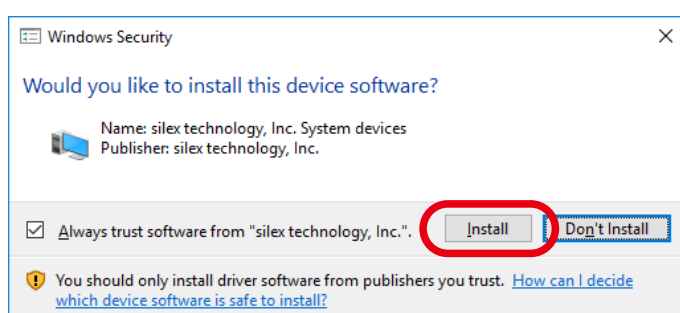 Windows Security
Would you like to install this device software?
Name: silex technology, Inc. System devices
Publisher: silex technology, Inc.
Always trust software from "silex technology, Inc.".
Install
Don't Install
You should only install driver software from publishers you trust. How can I decide
which device software is safe to install?